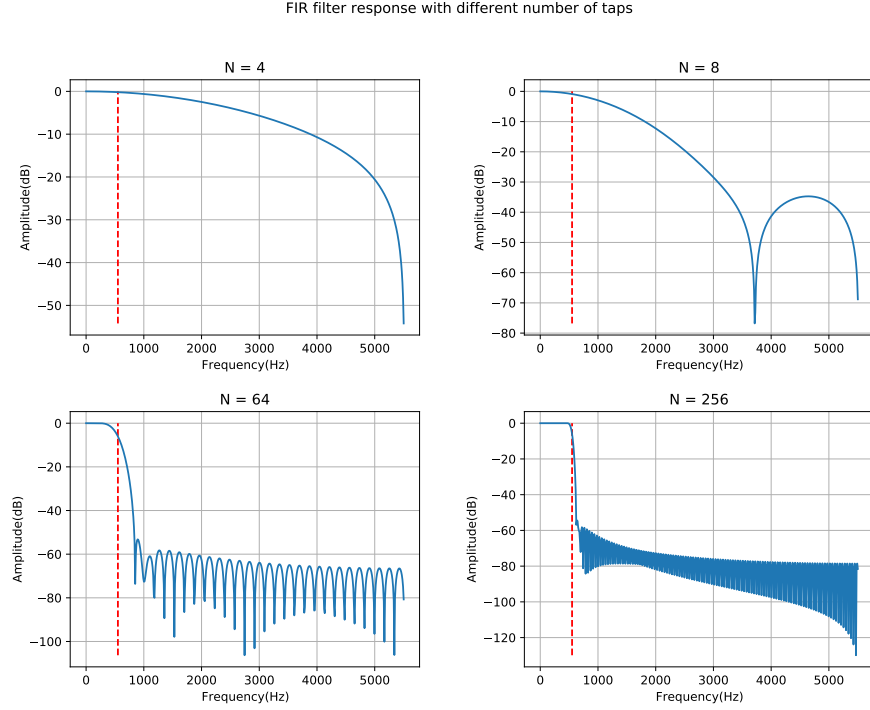 FIR filter response with different number of taps
N = 4
Amplitude(dB)
0
−10
−20
−30
−40
−50
0 1000 2000 3000 4000 5000
Frequency(Hz)
N = 8
Amplitude(dB)
0
−10
−20
−30
−40
−50
−60
−70
−80
0 1000 2000 3000 4000 5000
Frequency(Hz)
N = 64
Amplitude(dB)
0
−20
−40
−60
−80
−100
0 1000 2000 3000 4000 5000
Frequency(Hz)
N = 256
Amplitude(dB)
0
−20
−40
−60
−80
−100
−120
0 1000 2000 3000 4000 5000
Frequency(Hz)